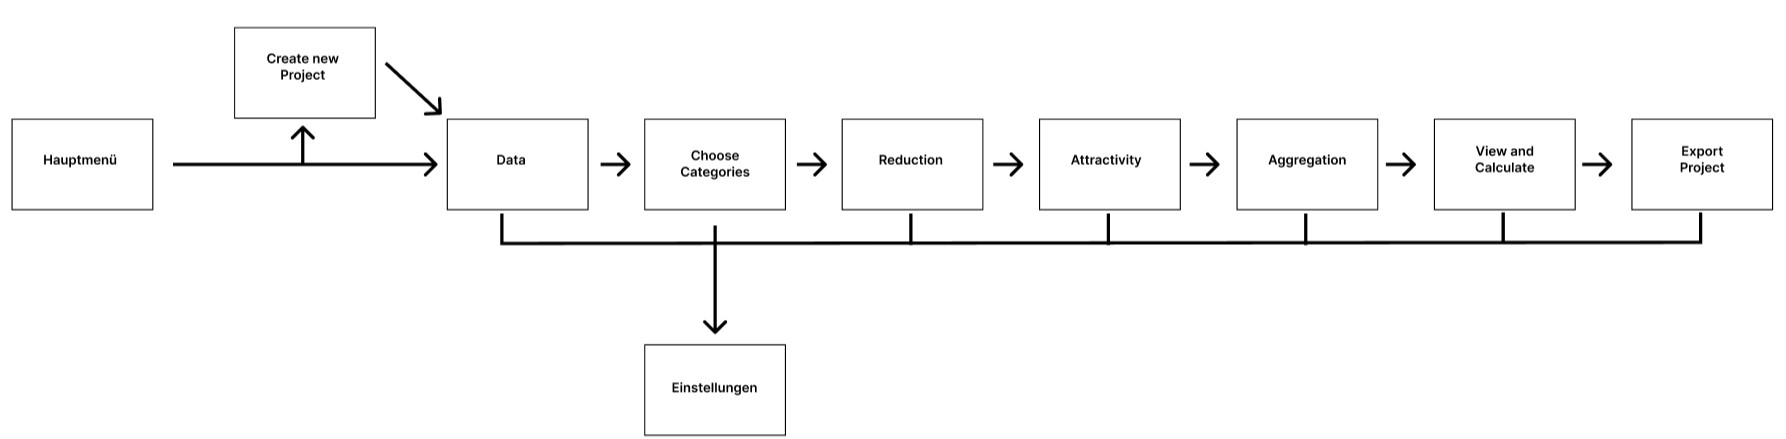 Create new
Project
Hauptmenü
Data
Choose
Categories
Reduction
Attractivity
Aggregation
View and
Calculate
Export
Project
Einstellungen